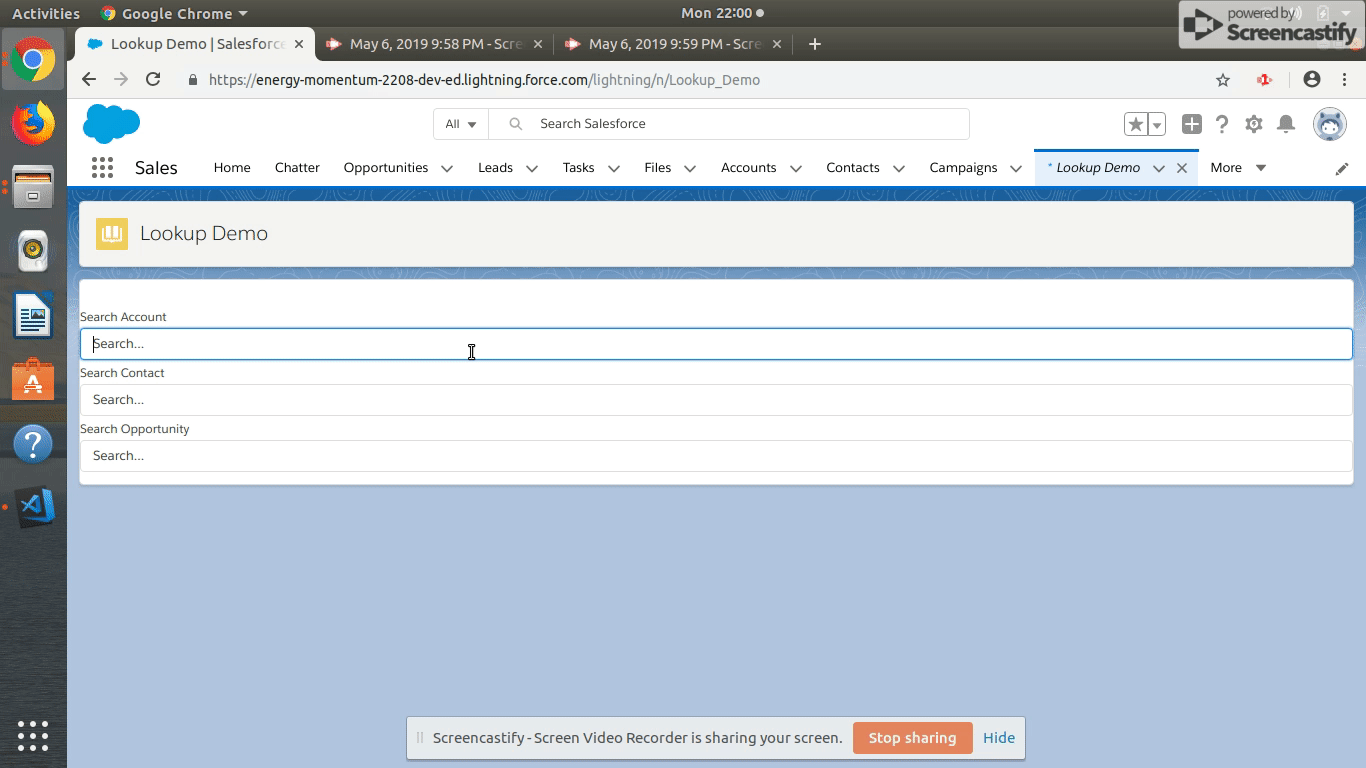 Activities
Google Chrome
Mon 22:00
powered by
Screencastify
Lookup Demo | Salesforce
May 6, 2019 9:58 PM - Scre
May 6, 2019 9:59 PM - Scre
https://energy-momentum-2208-dev-ed.lightning.force.com/lightning/n/Lookup_Demo
All
Search Salesforce
Sales
Home
Chatter
Opportunities
Leads
Tasks
Files
Accounts
Contacts
Campaigns
* Lookup Demo
More
Lookup Demo
Search Account
Search...
Search Contact
Search...
Search Opportunity
Search...
Screencastify - Screen Video Recorder is sharing your screen.
Stop sharing
Hide